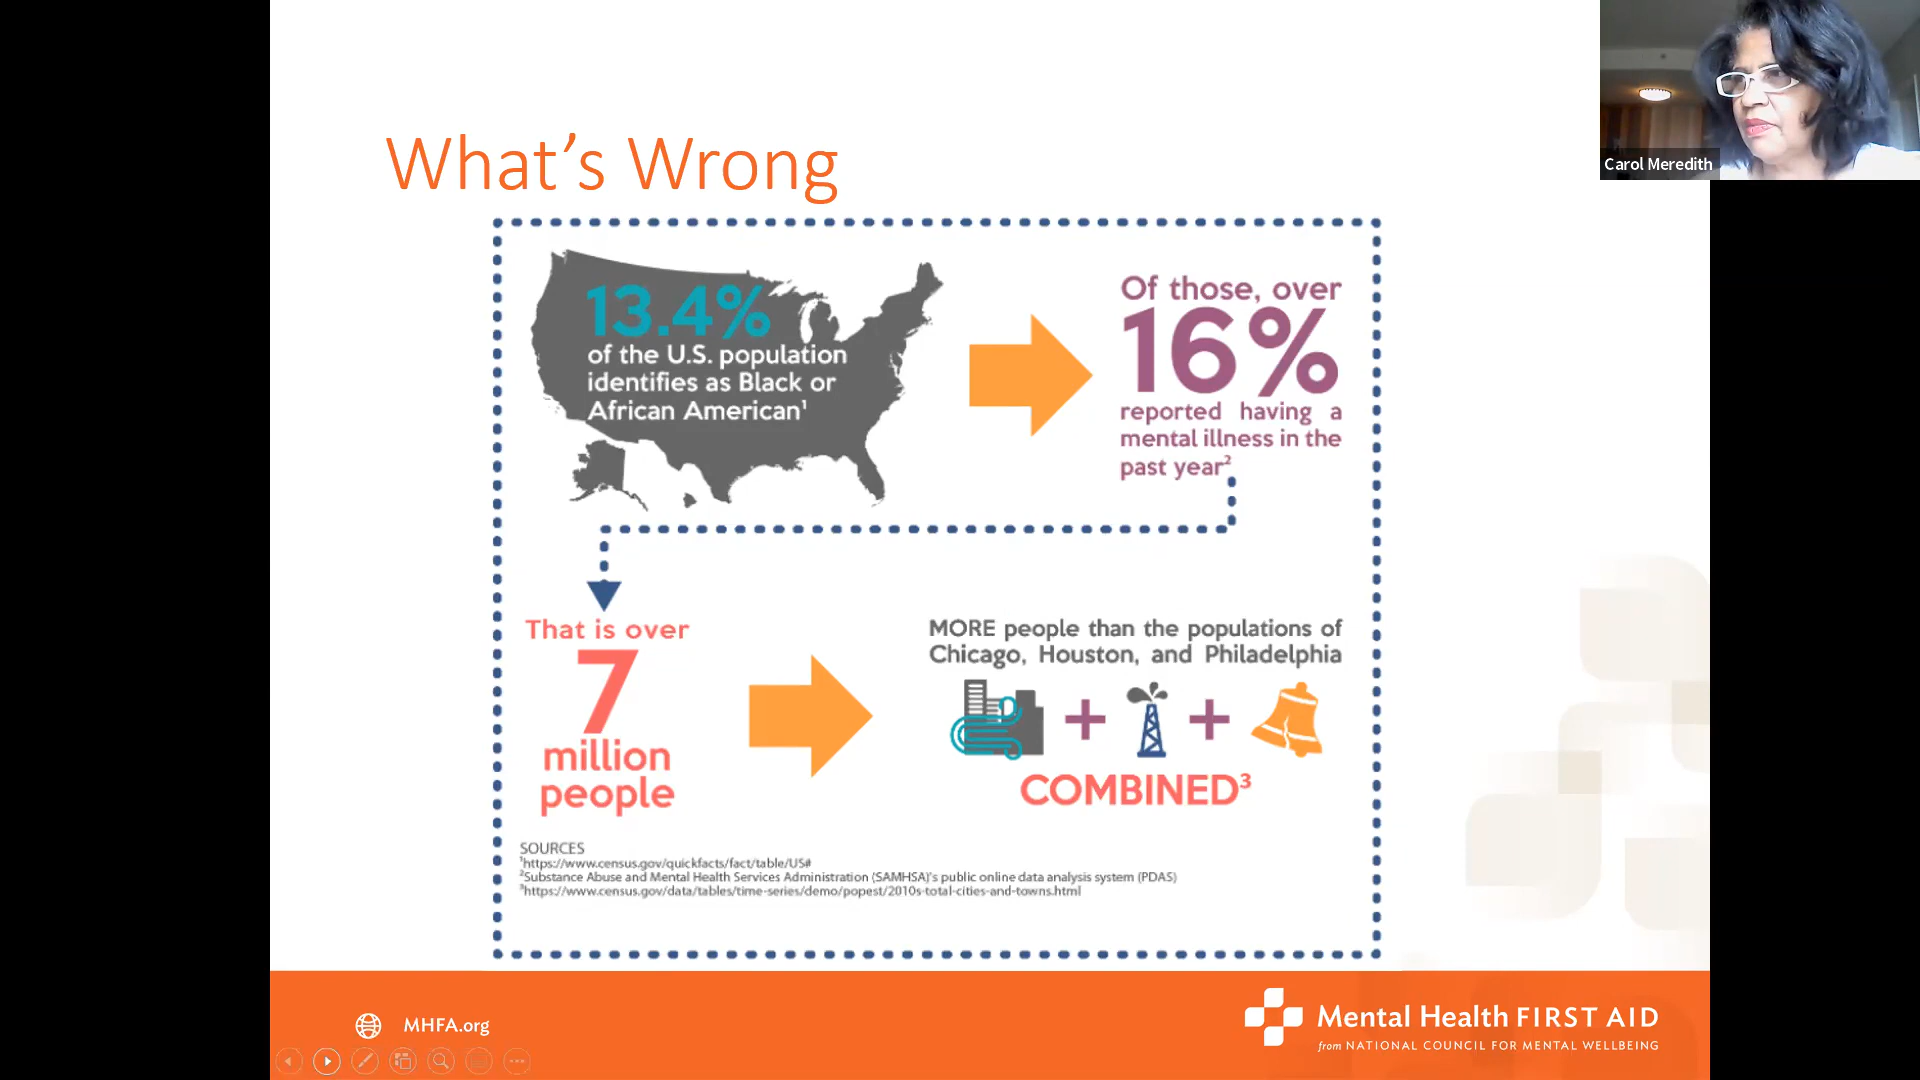 Carol Meredith
What's Wrong
13.4%
of the U.S. population
identifies as Black or
African American¹
Of those, over
16%
reported having a
mental illness in the
past year²
That is over
7
million
people
MORE people than the populations of
Chicago, Houston, and Philadelphia
+ +
COMBINED³
SOURCES
¹https://www.census.gov/quickfacts/fact/table/US#
²Substance Abuse and Mental Health Services Administration (SAMHSA)'s public online data analysis system (PDAS)
³https://www.census.gov/data/tables/time-series/demo/popest/2010s-total-cities-and-towns.html
MHFA.org
Mental Health FIRST AID
from NATIONAL COUNCIL FOR MENTAL WELLBEING